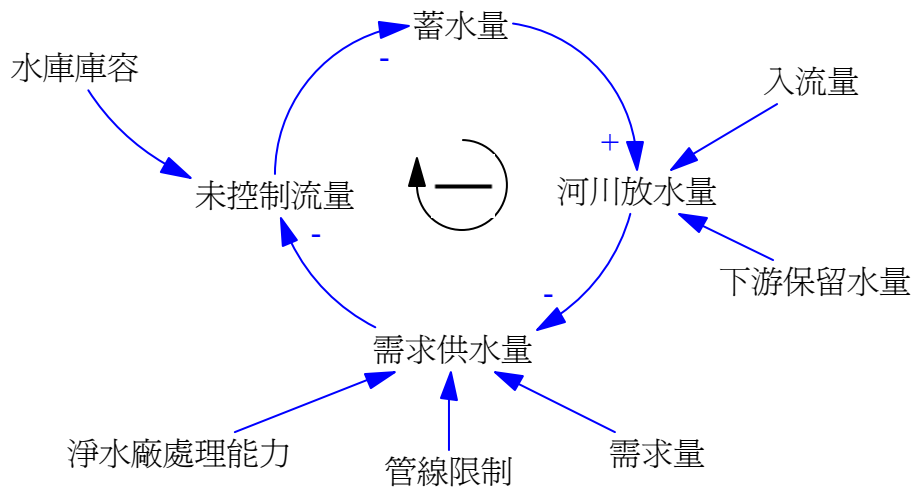 蓄水量
水庫庫容
-
入流量
+
未控制流量
河川放水量
-
下游保留水量
-
需求供水量
淨水廠處理能力
管線限制
需求量